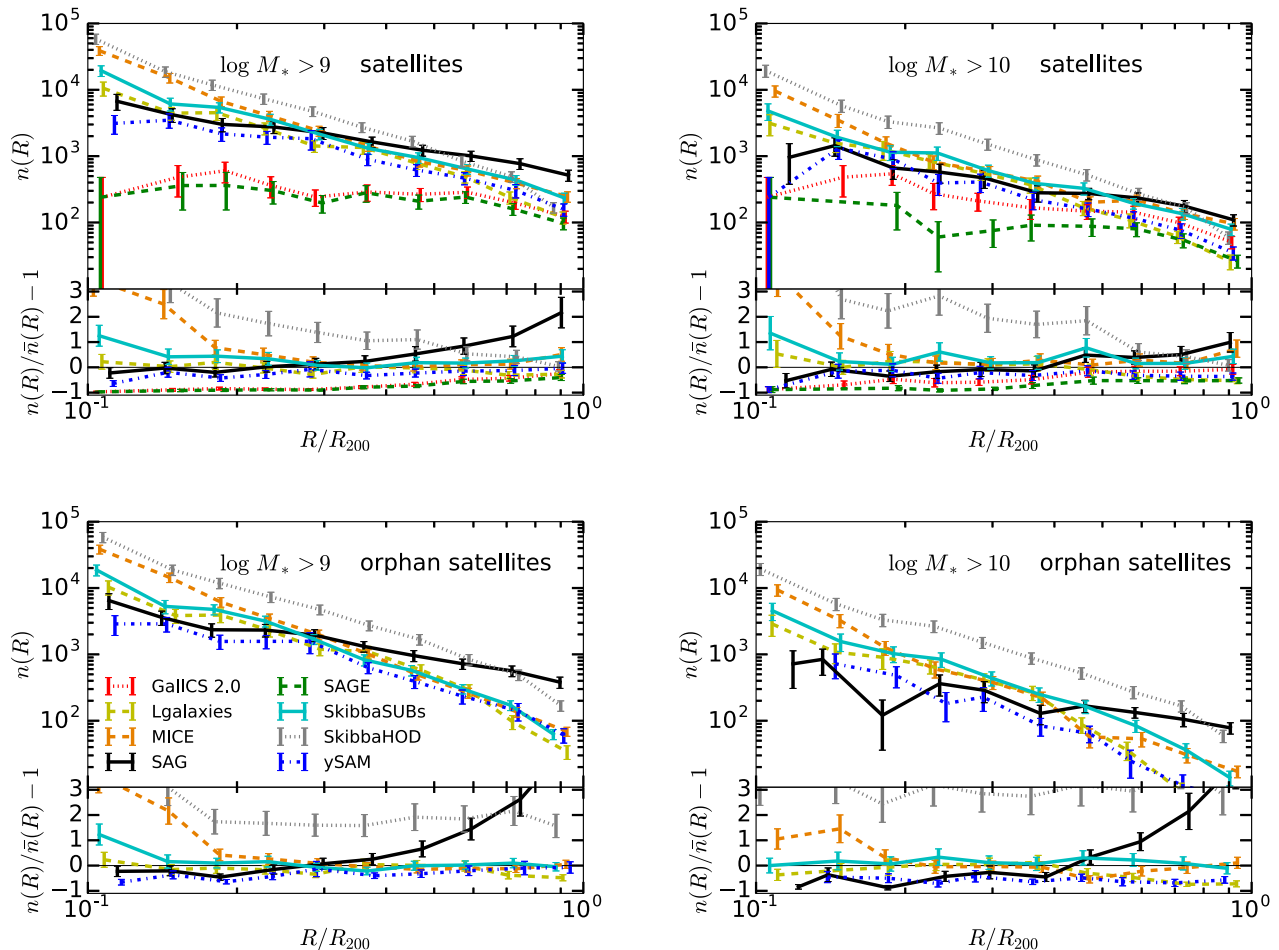 10^5
10^4
10^3
10^2
n(R)
log M_* > 9 satellites
3
2
1
0
−1
n(R)/n̄(R) − 1
10^-1
10^0
R/R_200
10^5
10^4
10^3
10^2
n(R)
log M_* > 10 satellites
3
2
1
0
−1
n(R)/n̄(R) − 1
10^-1
10^0
R/R_200
10^5
10^4
10^3
10^2
n(R)
log M_* > 9 orphan satellites
GalICS 2.0
Lgalaxies
MICE
SAG
SAGE
SkibbaSUBs
SkibbaHOD
ySAM
3
2
1
0
−1
n(R)/n̄(R) − 1
10^-1
10^0
R/R_200
10^5
10^4
10^3
10^2
n(R)
log M_* > 10 orphan satellites
3
2
1
0
−1
n(R)/n̄(R) − 1
10^-1
10^0
R/R_200